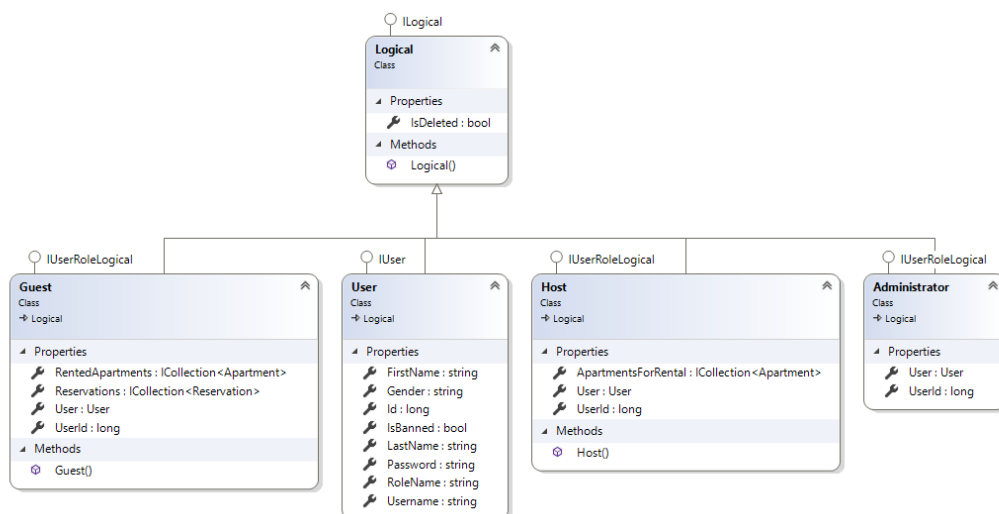 ILogical
Logical
Class
Properties
IsDeleted : bool
Methods
Logical()
IUserRoleLogical
Guest
Class
Logical
Properties
RentedApartments : ICollection<Apartment>
Reservations : ICollection<Reservation>
User : User
UserId : long
Methods
Guest()
IUser
User
Class
Logical
Properties
FirstName : string
Gender : string
Id : long
IsBanned : bool
LastName : string
Password : string
RoleName : string
Username : string
IUserRoleLogical
Host
Class
Logical
Properties
ApartmentsForRental : ICollection<Apartment>
User : User
UserId : long
Methods
Host()
IUserRoleLogical
Administrator
Class
Logical
Properties
User : User
UserId : long